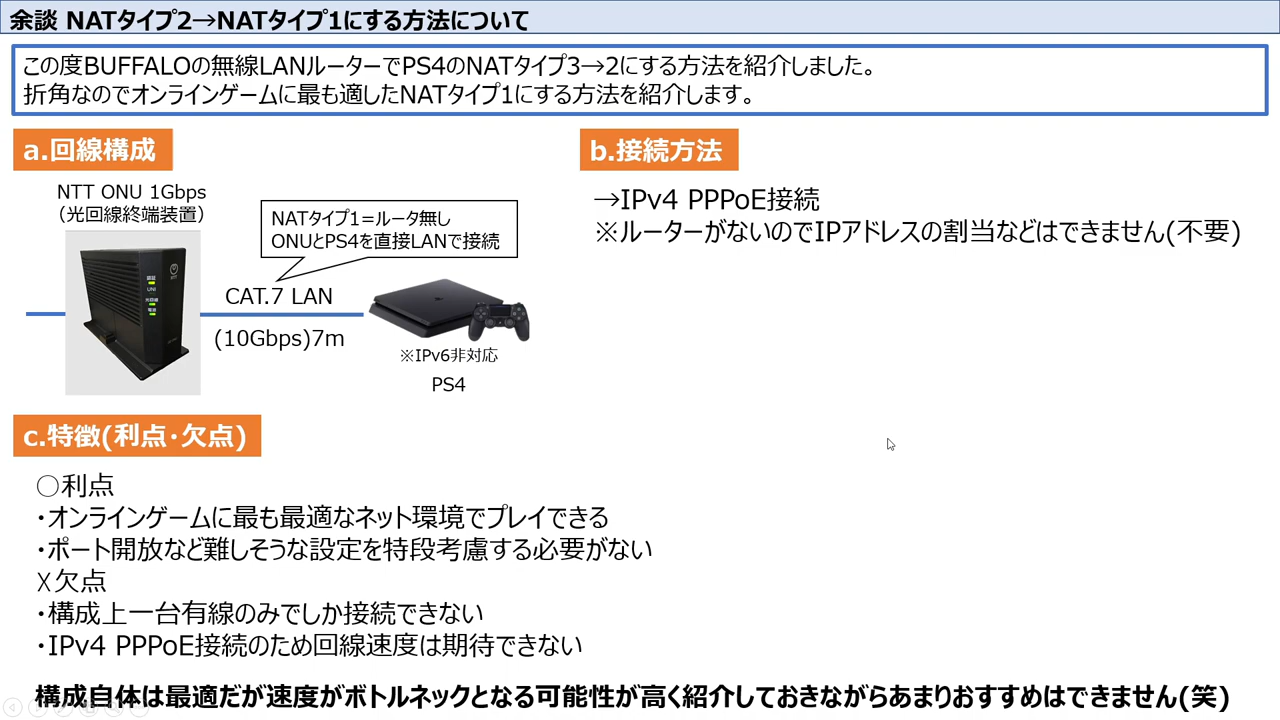 余談 NATタイプ2→NATタイプ1にする方法について
この度BUFFALOの無線LANルーターでPS4のNATタイプ3→2にする方法を紹介しました。
折角なのでオンラインゲームに最も適したNATタイプ1にする方法を紹介します。
a.回線構成
NTT ONU 1Gbps
（光回線終端装置）
NATタイプ1=ルータ無し
ONUとPS4を直接LANで接続
CAT.7 LAN
(10Gbps)7m
※IPv6非対応
PS4
b.接続方法
→IPv4 PPPoE接続
※ルーターがないのでIPアドレスの割当などはできません(不要)
c.特徴(利点・欠点)
○利点
・オンラインゲームに最も最適なネット環境でプレイできる
・ポート開放など難しそうな設定を特段考慮する必要がない
X欠点
・構成上一台有線のみでしか接続できない
・IPv4 PPPoE接続のため回線速度は期待できない
構成自体は最適だが速度がボトルネックとなる可能性が高く紹介しておきながらあまりおすすめはできません(笑)